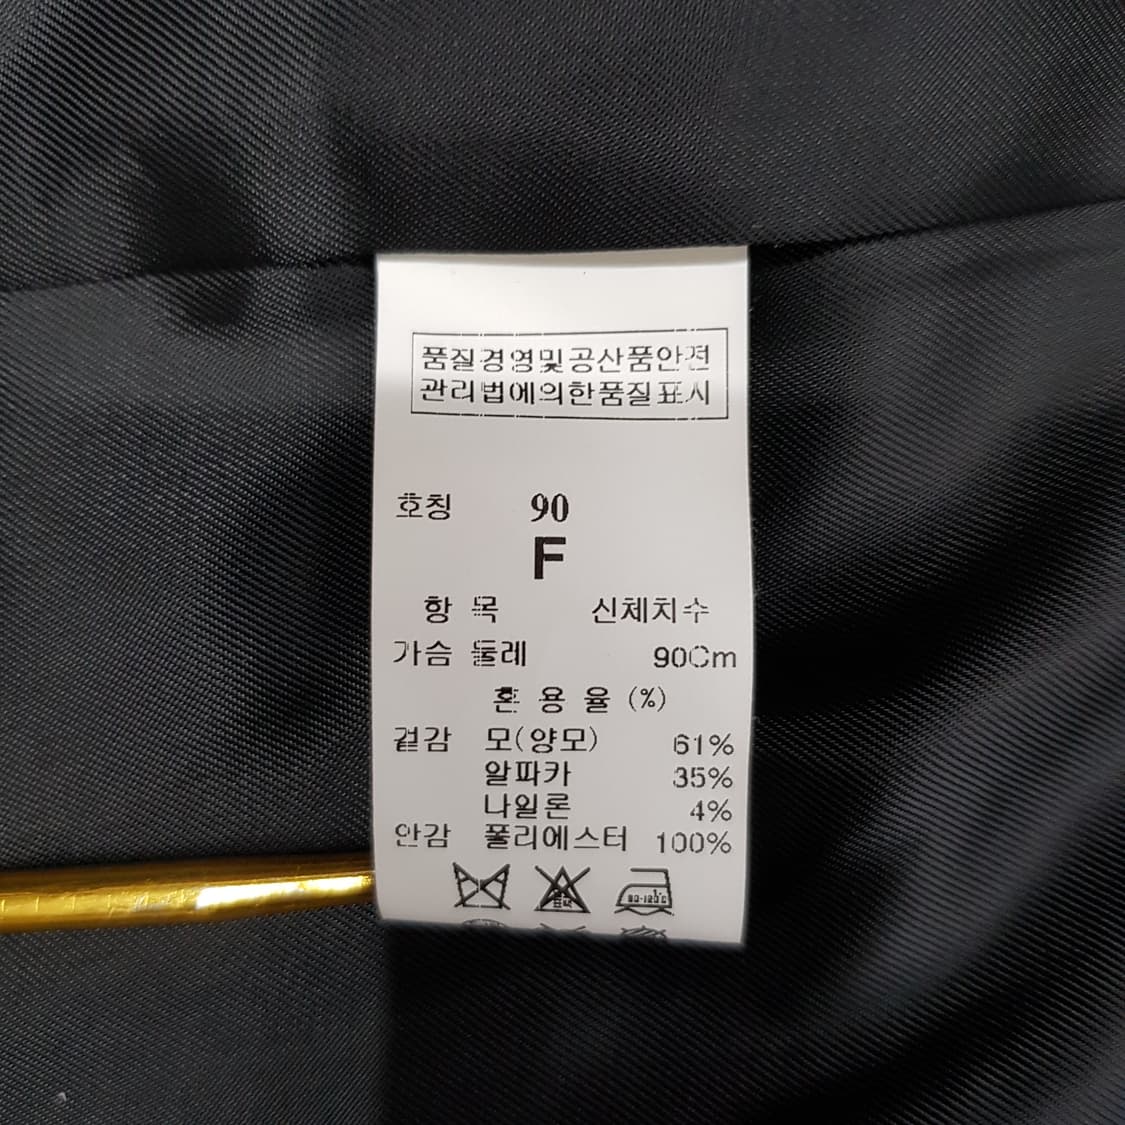 품질경영및공산품안전
관리법에의한품질표시
호칭 90
F
항 목 신체치수
가슴 둘레 90Cm
혼 용 율 (%)
겉감 모(양모) 61%
알파카 35%
나일론 4%
안감 폴리에스터 100%